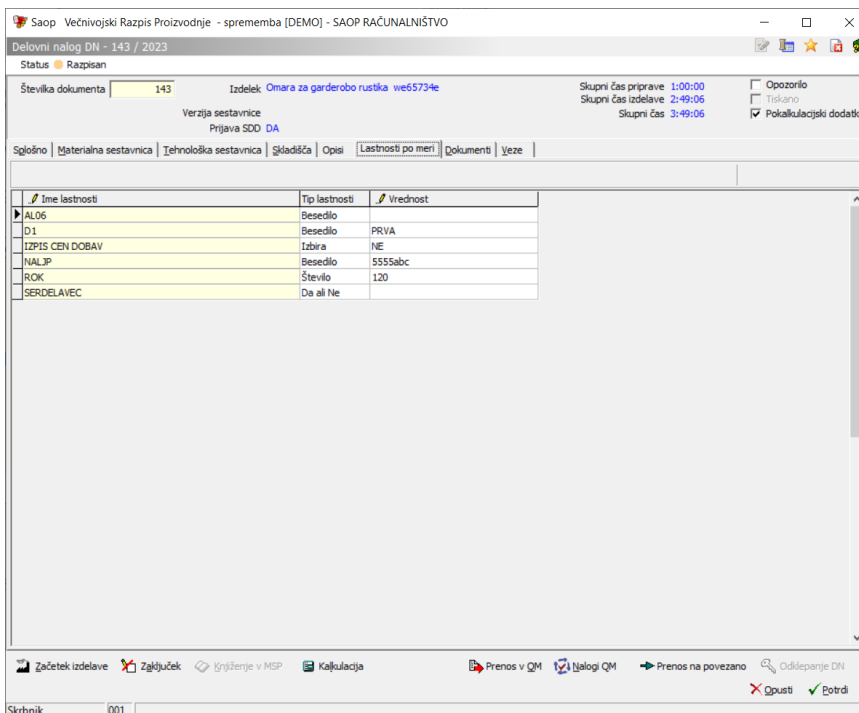 Saop Večnivojski Razpis Proizvodnje - sprememba [DEMO] - SAOP RAČUNALNIŠTVO
Delovni nalog DN - 143 / 2023
Status Razpisan
Številka dokumenta 143 Izdelek Omara za garderobo rustika we65734e Skupni čas priprave 1:00:00 Opozorilo
Skupni čas izdelave 2:49:06 Tiskano
Verzija sestavnice Skupni čas 3:49:06 Pokalkulacijski dodatk
Prijava SDD DA
Splošno Materialna sestavnica Tehnološka sestavnica Skladišča Opisi Lastnosti po meri Dokumenti Veze
Ime lastnosti Tip lastnosti Vrednost
AL06 Besedilo
D1 Besedilo PRVA
IZPIS CEN DOBAV Izbira NE
NALJP Besedilo 5555abc
ROK Število 120
SERDELAVEC Da ali Ne
Začetek izdelave Zaključek Knjiženje v MSP Kalkulacija Prenos v QM Nalogi QM Prenos na povezano Odklepanje DN
Opusti Potrdi
Skrbnik 001